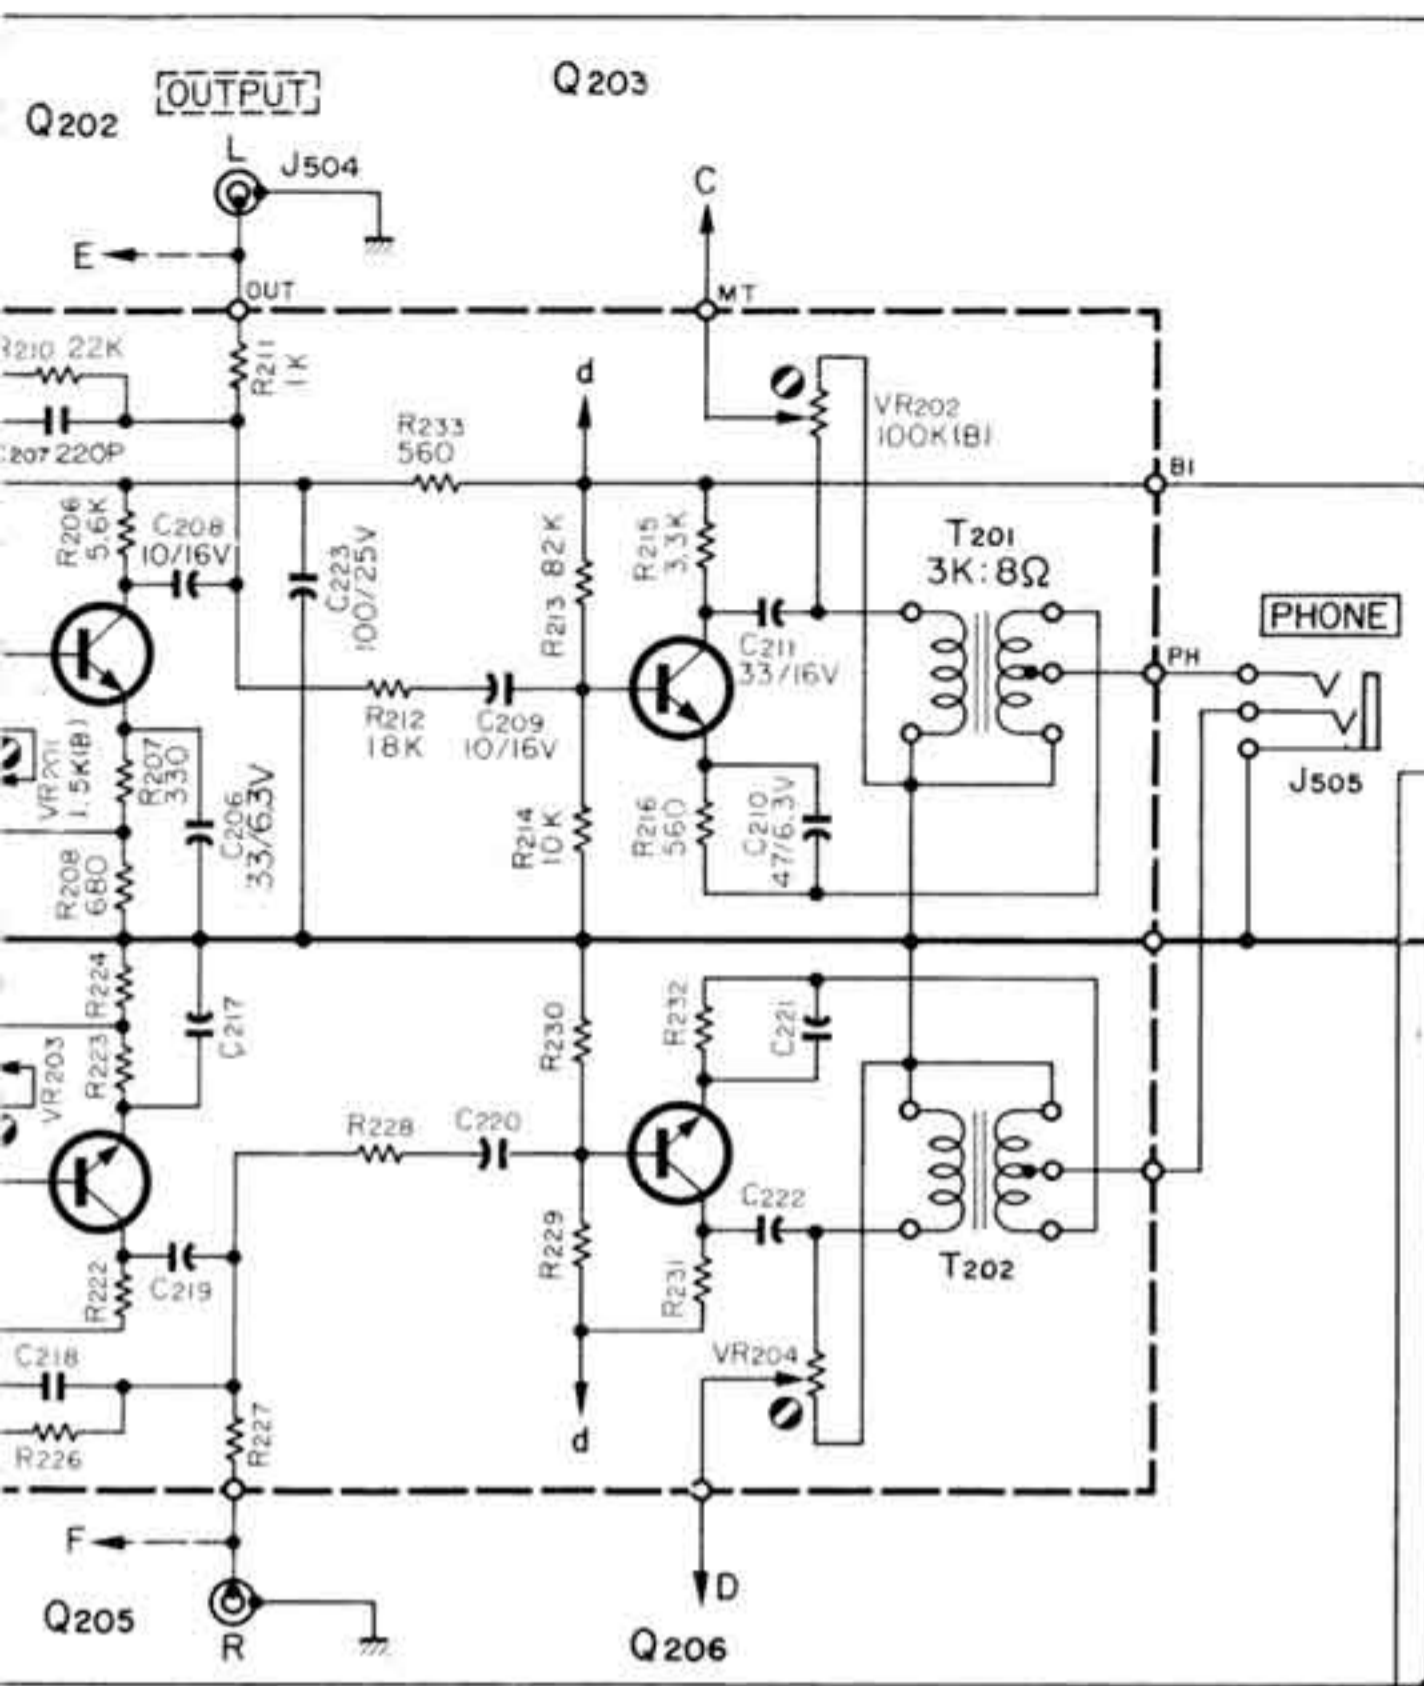 Q203
OUTPUT
Q202
L
J504
C
E
OUT
MT
R210 22K
R211
1K
d
VR202
100K(B)
R233
560
C207 220P
B1
R206
5.6K
C208
10/16V
C223
100/25V
R213 82K
R215
3.3K
T201
3K:8Ω
PHONE
C211
33/16V
PH
R212
18K
C209
10/16V
VR201
1.5K(B)
R207
330
C206
33/6.3V
R214
10K
R216
560
C210
47/6.3V
J505
R208
680
R224
C217
R230
R232
C221
VR203
R223
R228
C220
C222
R222
C219
R229
R231
T202
C218
VR204
R226
R227
d
F
D
Q205
R
Q206